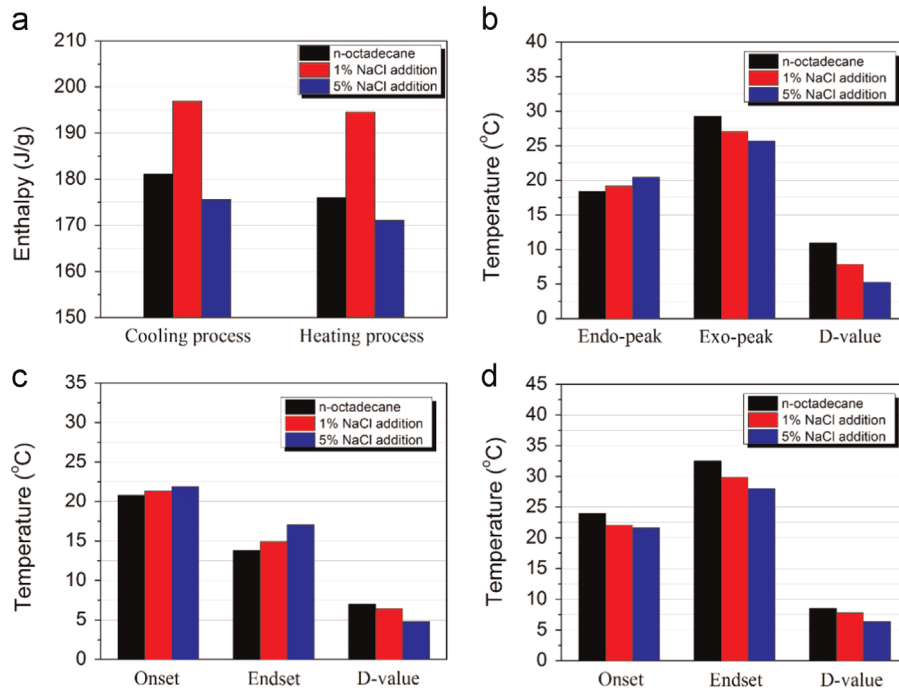 a
210
200
190
180
170
160
150
Enthalpy (J/g)
n-octadecane
1% NaCl addition
5% NaCl addition
Cooling process Heating process
b
40
35
30
25
20
15
10
5
0
Temperature (°C)
n-octadecane
1% NaCl addition
5% NaCl addition
Endo-peak Exo-peak D-value
c
35
30
25
20
15
10
5
0
Temperature (°C)
n-octadecane
1% NaCl addition
5% NaCl addition
Onset Endset D-value
d
45
40
35
30
25
20
15
10
5
0
Temperature (°C)
n-octadecane
1% NaCl addition
5% NaCl addition
Onset Endset D-value